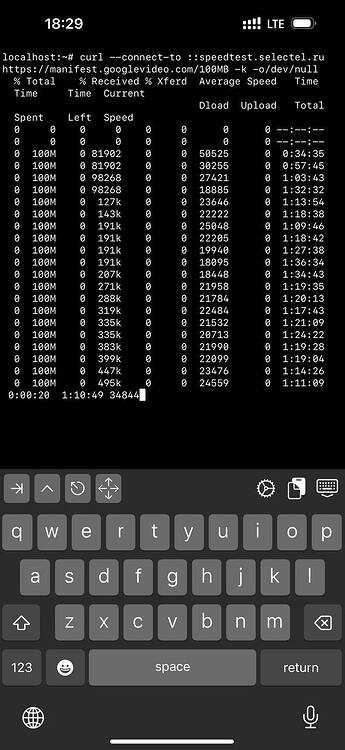 18:29
LTE
localhost:~# curl --connect-to ::speedtest.selectel.ru
https://manifest.googlevideo.com/100MB -k -o/dev/null
% Total % Received % Xferd Average Speed Time
Time Time Current
Dload Upload Total
Spent Left Speed
0 0 0 0 0 0 0 0 --:--:--
0 0 0 0 0 0 0 0 --:--:--
0 100M 0 81902 0 0 50525 0 0:34:35
0 100M 0 81902 0 0 30255 0 0:57:45
0 100M 0 98268 0 0 27421 0 1:03:43
0 100M 0 98268 0 0 18885 0 1:32:32
0 100M 0 127k 0 0 23646 0 1:13:54
0 100M 0 143k 0 0 22222 0 1:18:38
0 100M 0 191k 0 0 25048 0 1:09:46
0 100M 0 191k 0 0 22205 0 1:18:42
0 100M 0 191k 0 0 19940 0 1:27:38
0 100M 0 191k 0 0 18095 0 1:36:34
0 100M 0 207k 0 0 18448 0 1:34:43
0 100M 0 271k 0 0 21958 0 1:19:35
0 100M 0 288k 0 0 21784 0 1:20:13
0 100M 0 319k 0 0 22484 0 1:17:43
0 100M 0 335k 0 0 21532 0 1:21:09
0 100M 0 335k 0 0 20713 0 1:24:22
0 100M 0 383k 0 0 21990 0 1:19:28
0 100M 0 399k 0 0 22099 0 1:19:04
0 100M 0 447k 0 0 23476 0 1:14:26
0 100M 0 495k 0 0 24559 0 1:11:09
0:00:20 1:10:49 34844
q w e r t y u i o p
a s d f g h j k l
z x c v b n m
123 space return